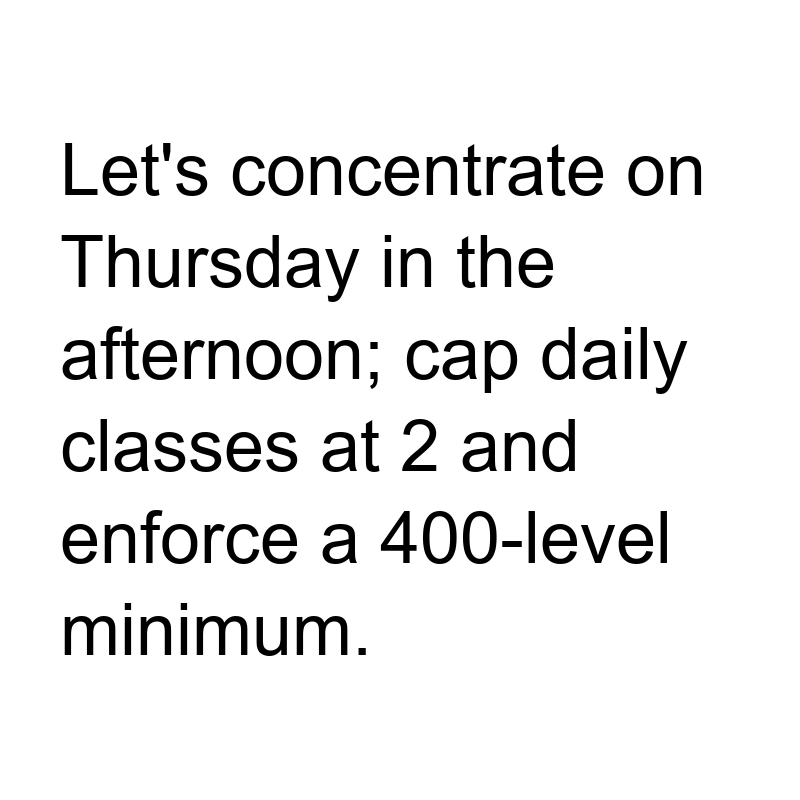 Let's concentrate on
Thursday in the
afternoon; cap daily
classes at 2 and
enforce a 400-level
minimum.